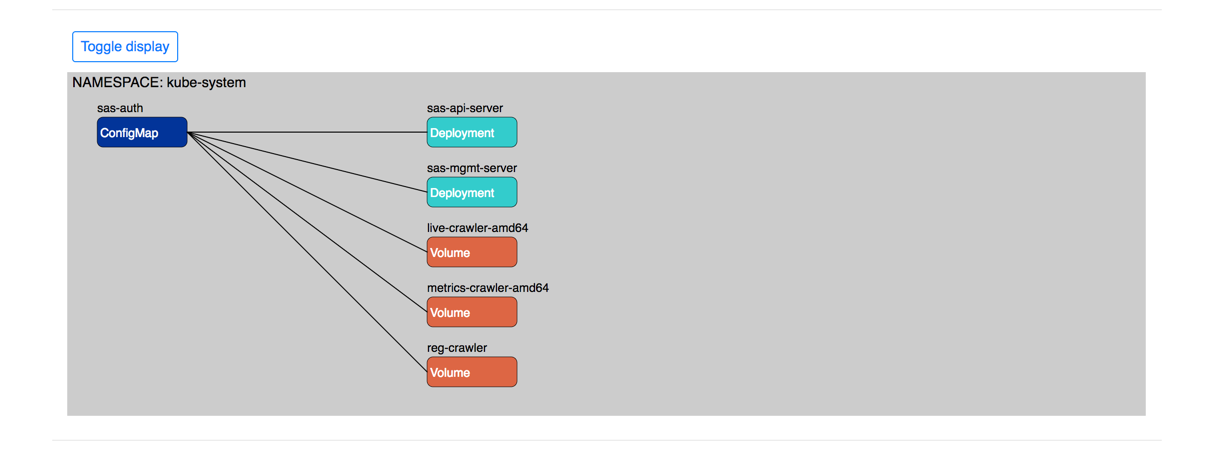 Toggle display
NAMESPACE: kube-system
sas-auth
ConfigMap
sas-api-server
Deployment
sas-mgmt-server
Deployment
live-crawler-amd64
Volume
metrics-crawler-amd64
Volume
reg-crawler
Volume